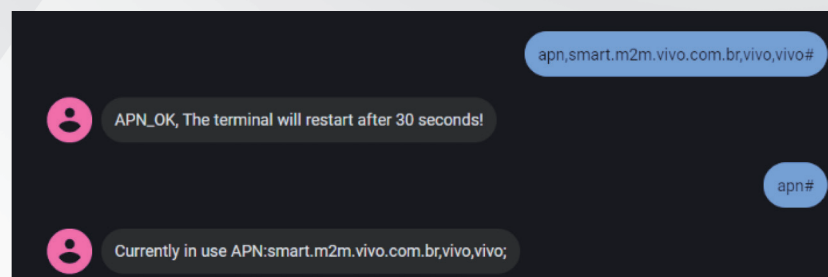 apn,smart.m2m.vivo.com.br,vivo,vivo#
APN_OK, The terminal will restart after 30 seconds!
apn#
Currently in use APN:smart.m2m.vivo.com.br,vivo,vivo;